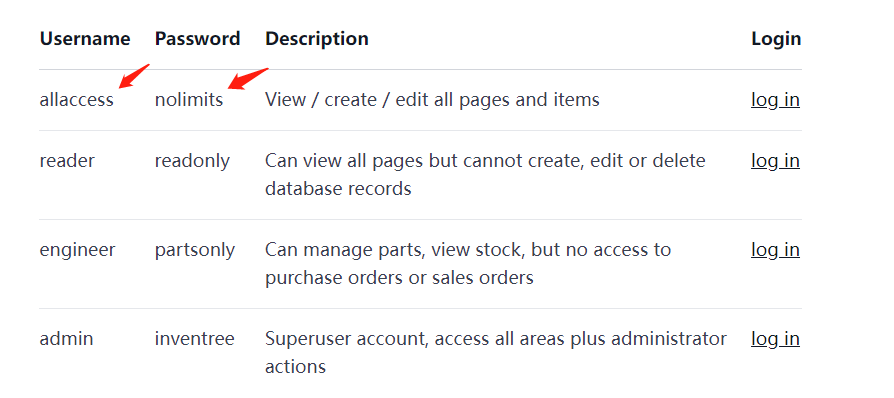 Username Password Description Login
allaccess nolimits View / create / edit all pages and items log in
reader readonly Can view all pages but cannot create, edit or delete log in
database records
engineer partsonly Can manage parts, view stock, but no access to log in
purchase orders or sales orders
admin inventree Superuser account, access all areas plus administrator log in
actions